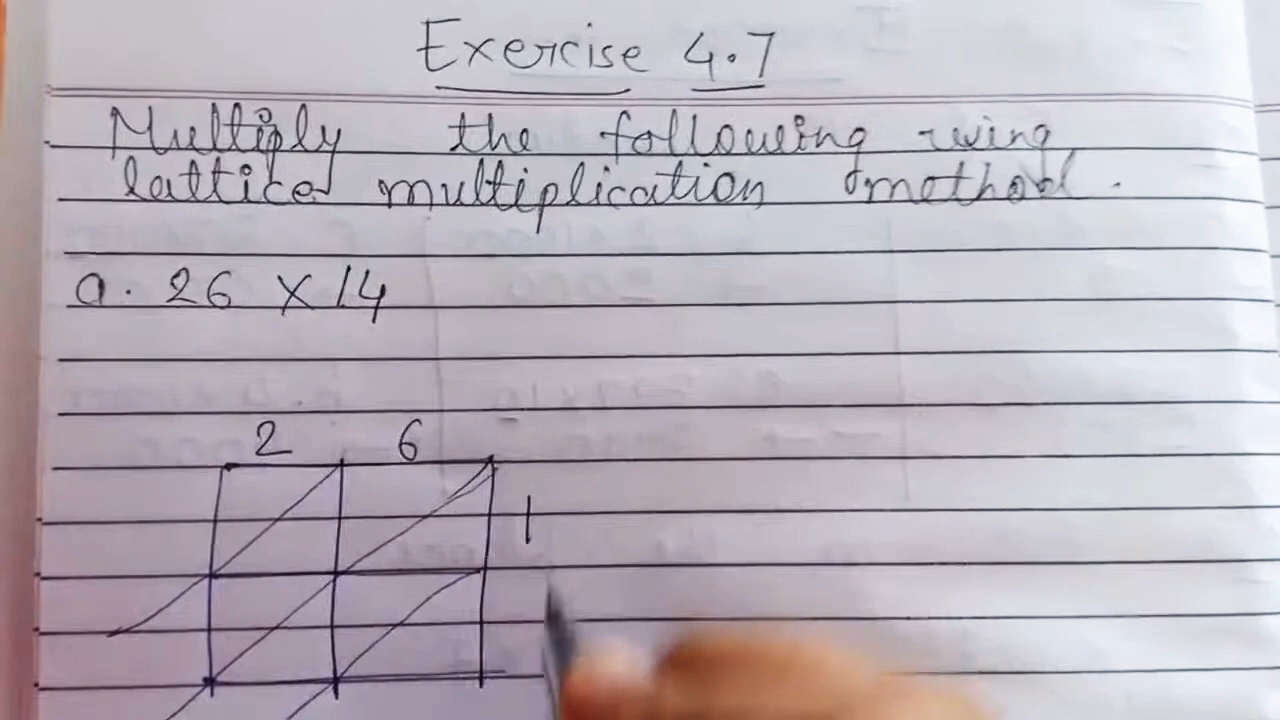 Exercise 4.7
Multiply the following using
lattice multiplication method.
a. 26 × 14
2 6
1